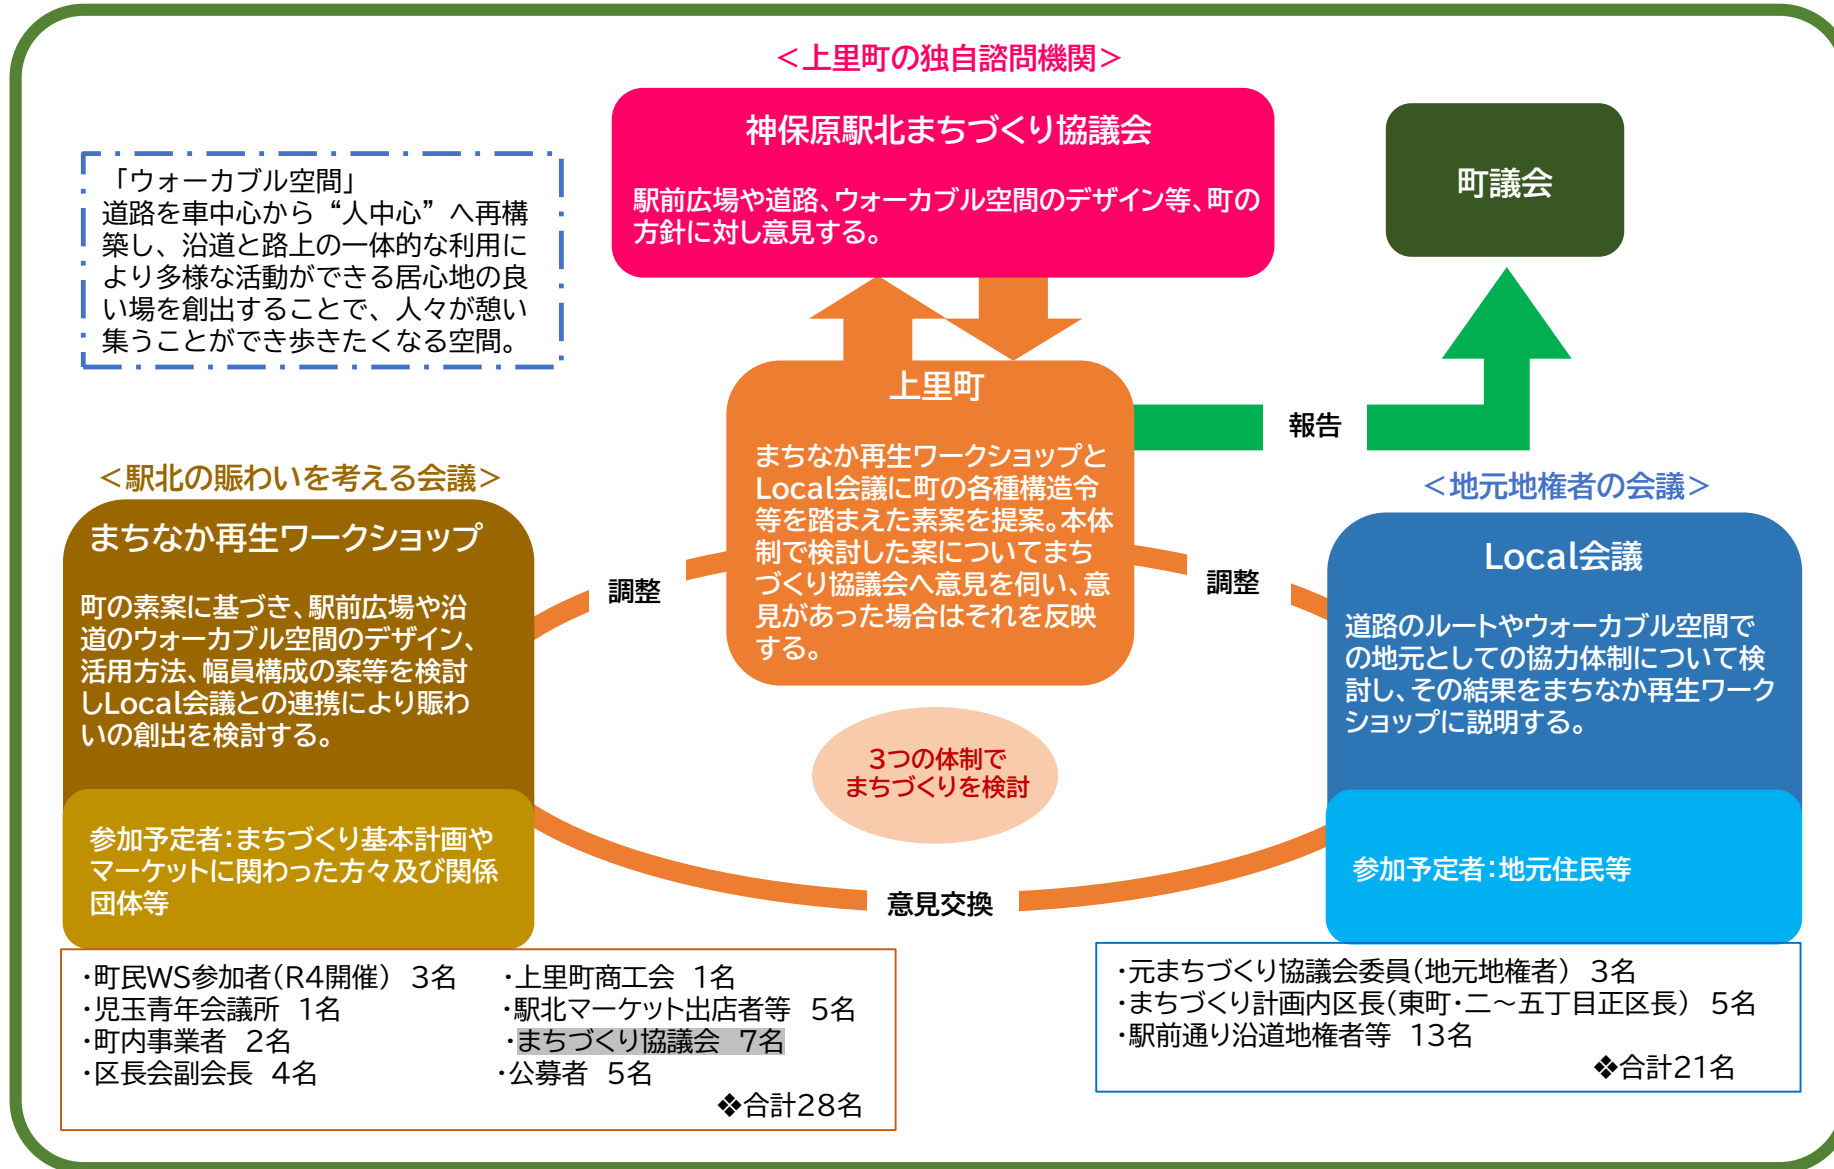 ＜上里町の独自諮問機関＞
神保原駅北まちづくり協議会
駅前広場や道路、ウォーカブル空間のデザイン等、町の
方針に対し意見する。
町議会
「ウォーカブル空間」
道路を車中心から“人中心”へ再構
築し、沿道と路上の一体的な利用に
より多様な活動ができる居心地の良
い場を創出することで、人々が憩い
集うことができ歩きたくなる空間。
上里町
まちなか再生ワークショップと
Local会議に町の各種構造令
等を踏まえた素案を提案。本体
制で検討した案についてまち
づくり協議会へ意見を伺い、意
見があった場合はそれを反映
する。
報告
＜駅北の賑わいを考える会議＞
まちなか再生ワークショップ
町の素案に基づき、駅前広場や沿
道のウォーカブル空間のデザイン、
活用方法、幅員構成の案等を検討
しLocal会議との連携により賑わ
いの創出を検討する。
参加予定者：まちづくり基本計画や
マーケットに関わった方々及び関係
団体等
調整
調整
＜地元地権者の会議＞
Local会議
道路のルートやウォーカブル空間で
の地元としての協力体制について検
討し、その結果をまちなか再生ワーク
ショップに説明する。
参加予定者：地元住民等
3つの体制で
まちづくりを検討
意見交換
・町民WS参加者（R4開催） 3名
・児玉青年会議所 1名
・町内事業者 2名
・区長会副会長 4名
・上里町商工会 1名
・駅北マーケット出店者等 5名
・まちづくり協議会 7名
・公募者 5名
❖合計28名
・元まちづくり協議会委員（地元地権者） 3名
・まちづくり計画内区長（東町・二～五丁目正区長） 5名
・駅前通り沿道地権者等 13名
❖合計21名